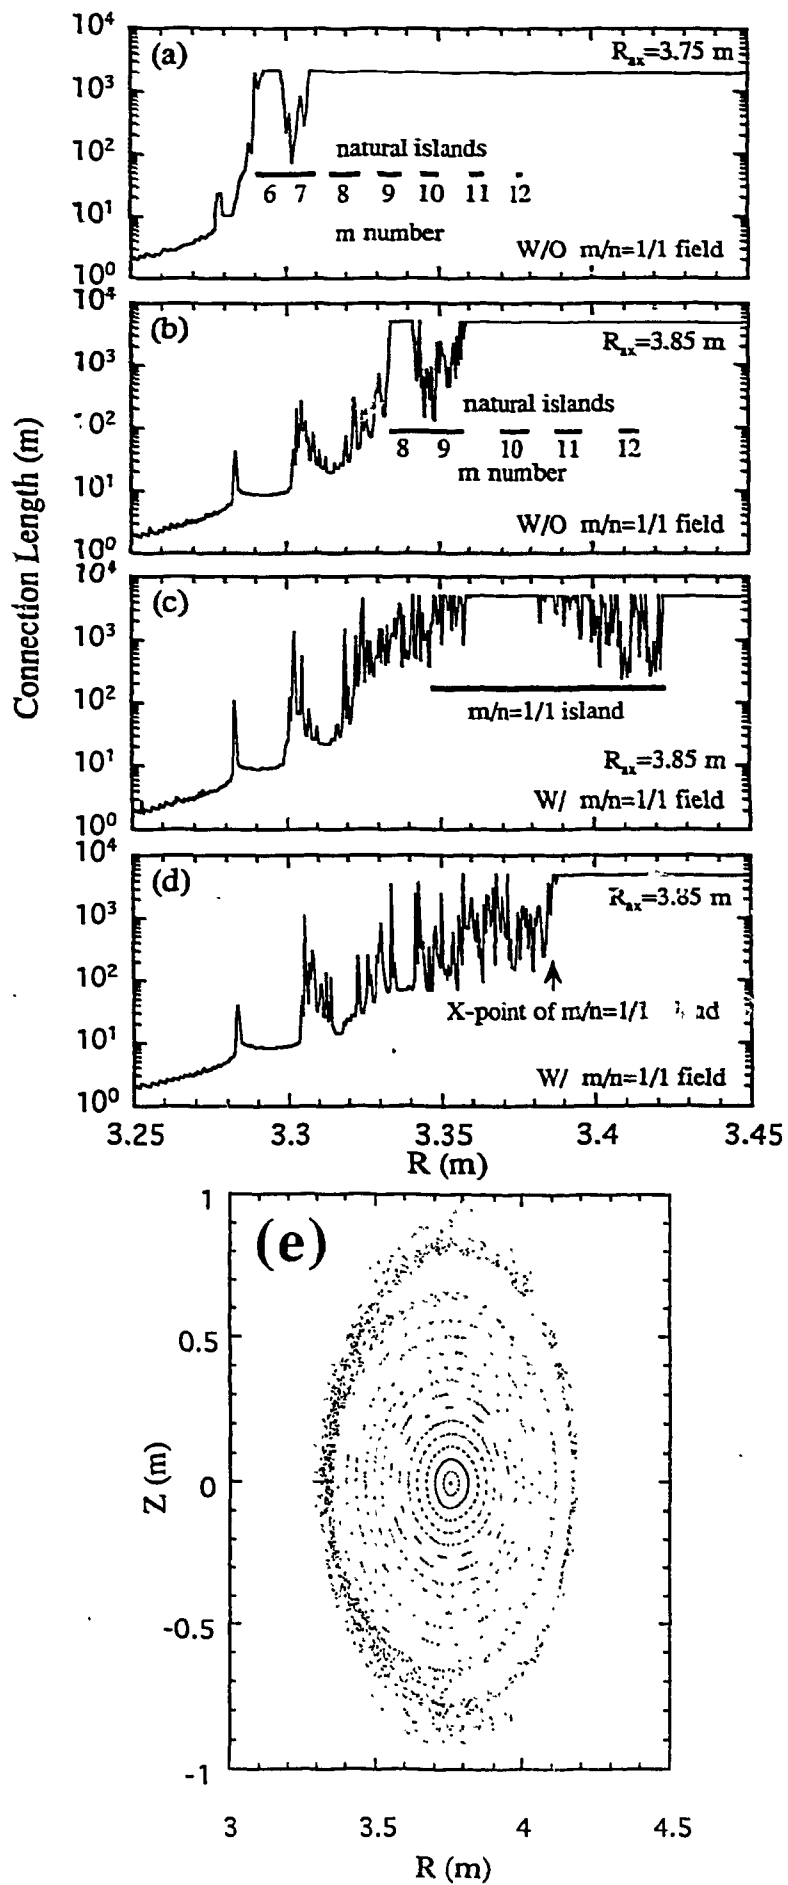 Connection Length (m)
10⁴
10³
10²
10¹
10⁰
(a)
Rax=3.75 m
natural islands
6 7 8 9 10 11 12
m number
W/O m/n=1/1 field
10⁴
10³
10²
10¹
10⁰
(b)
Rax=3.85 m
natural islands
8 9 10 11 12
m number
W/O m/n=1/1 field
10⁴
10³
10²
10¹
10⁰
(c)
m/n=1/1 island
Rax=3.85 m
W/ m/n=1/1 field
10⁴
10³
10²
10¹
10⁰
(d)
Rax=3.85 m
X-point of m/n=1/1
W/ m/n=1/1 field
3.25 3.3 3.35 3.4 3.45
R (m)
(e)
Z (m)
1
0.5
0
-0.5
-1
3 3.5 4 4.5
R (m)